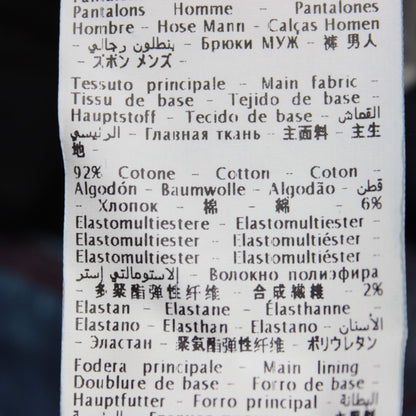 Pantalons Homme - Pantalones
Hombre - Hose Mann - Calças Homen
- بنطلون رجالي - Брюки МУЖ - 裤 男人
- ズボン メンズ -
Tessuto principale - Main fabric -
Tissu de base - Tejido de base -
Hauptstoff - Tecido de base - القماش
الرئيسي - Главная ткань - 主面料 - 主生
地 -
92% Cotone - Cotton - Coton -
Algodón - Baumwolle - Algodão - قطن
- Хлопок - 棉 - 綿 - 6%
Elastomultiestere - Elastomultiester -
Elastomultiester - Elastomultiéster -
Elastomultiester - Elastomultiéster -
الإستومالتي إستر - Волокно полиэфира
- 多聚酯弹性纤维 - 合成繊維 - 2%
Elastan - Elastane - Élasthanne -
Elastano - Elasthan - Elastano - الأستان
- Эластан - 聚氨酯弹性纤维 - ポリウレタン
Fodera principale - Main lining -
Doublure de base - Forro de base -
Hauptfutter - Forro principal - البطانة